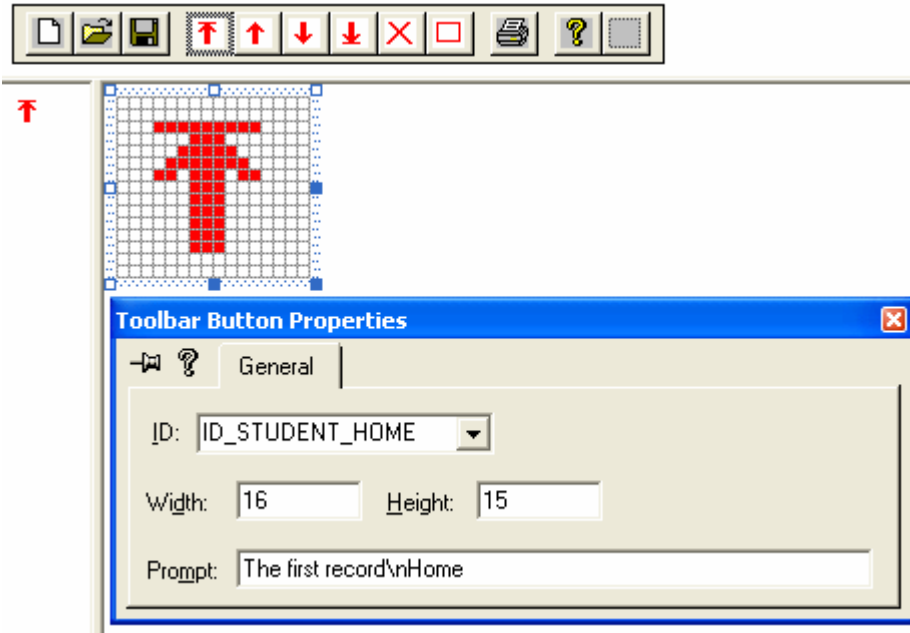 Toolbar Button Properties
General
ID: ID_STUDENT_HOME
Width: 16 Height: 15
Prompt: The first record\nHome